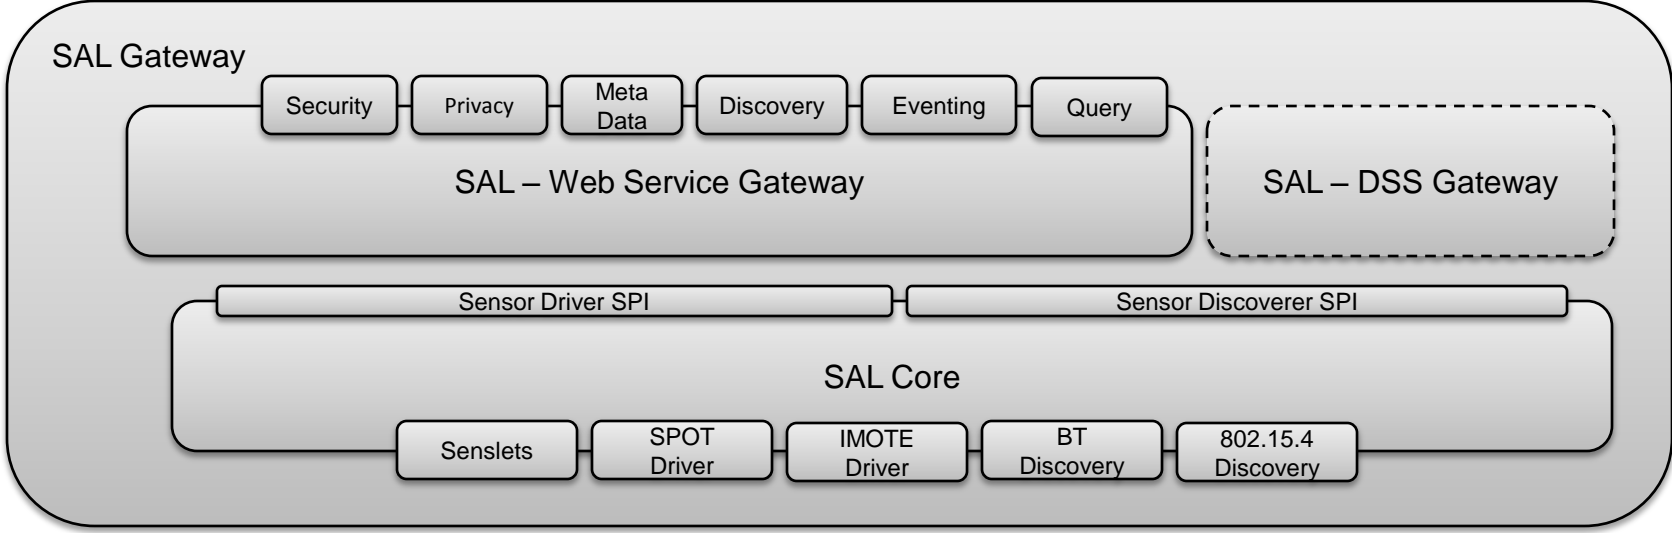 SAL Gateway
Security
Privacy
Meta
Data
Discovery
Eventing
Query
SAL – Web Service Gateway
SAL – DSS Gateway
Sensor Driver SPI
Sensor Discoverer SPI
SAL Core
Senslets
SPOT
Driver
IMOTE
Driver
BT
Discovery
802.15.4
Discovery